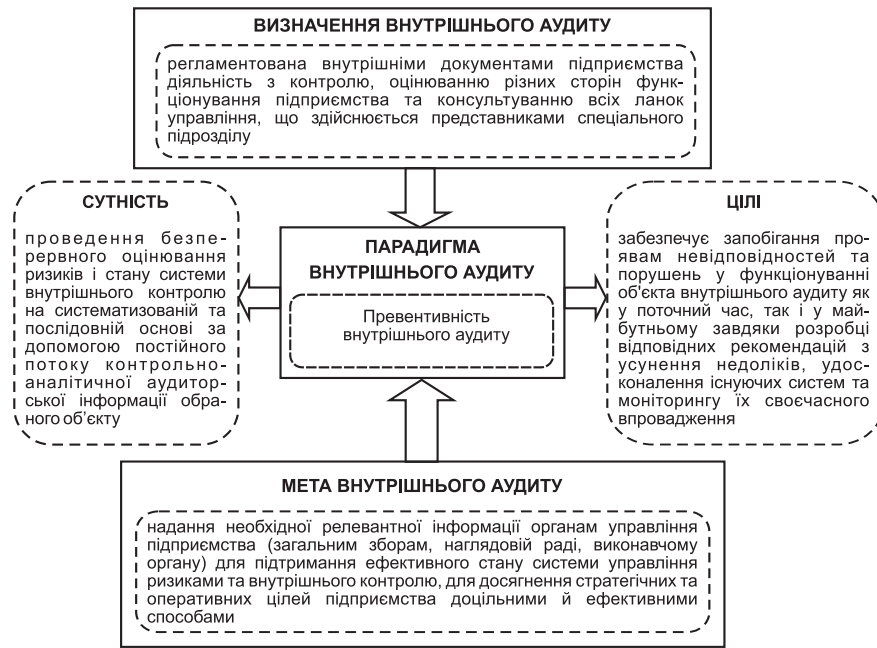 ВИЗНАЧЕННЯ ВНУТРІШНЬОГО АУДИТУ
регламентована внутрішніми документами підприємства
діяльність з контролю, оцінюванню різних сторін функ-
ціонування підприємства та консультуванню всіх ланок
управління, що здійснюється представниками спеціального
підрозділу
СУТНІСТЬ
проведення безпе-
рервного оцінювання
ризиків і стану системи
внутрішнього контролю
на систематизованій та
послідовній основі за
допомогою постійного
потоку контрольно-
аналітичної аудитор-
ської інформації обра-
ного об’єкту
ПАРАДИГМА
ВНУТРІШНЬОГО АУДИТУ
Превентивність
внутрішнього аудиту
ЦІЛІ
забезпечує запобігання про-
явам невідповідностей та
порушень у функціонуванні
об'єкта внутрішнього аудиту як
у поточний час, так і у май-
бутньому завдяки розробці
відповідних рекомендацій з
усунення недоліків, удос-
коналення існуючих систем та
моніторингу їх своєчасного
впровадження
МЕТА ВНУТРІШНЬОГО АУДИТУ
надання необхідної релевантної інформації органам управління
підприємства (загальним зборам, наглядовій раді, виконавчому
органу) для підтримання ефективного стану системи управління
ризиками та внутрішнього контролю, для досягнення стратегічних та
оперативних цілей підприємства доцільними й ефективними
способами